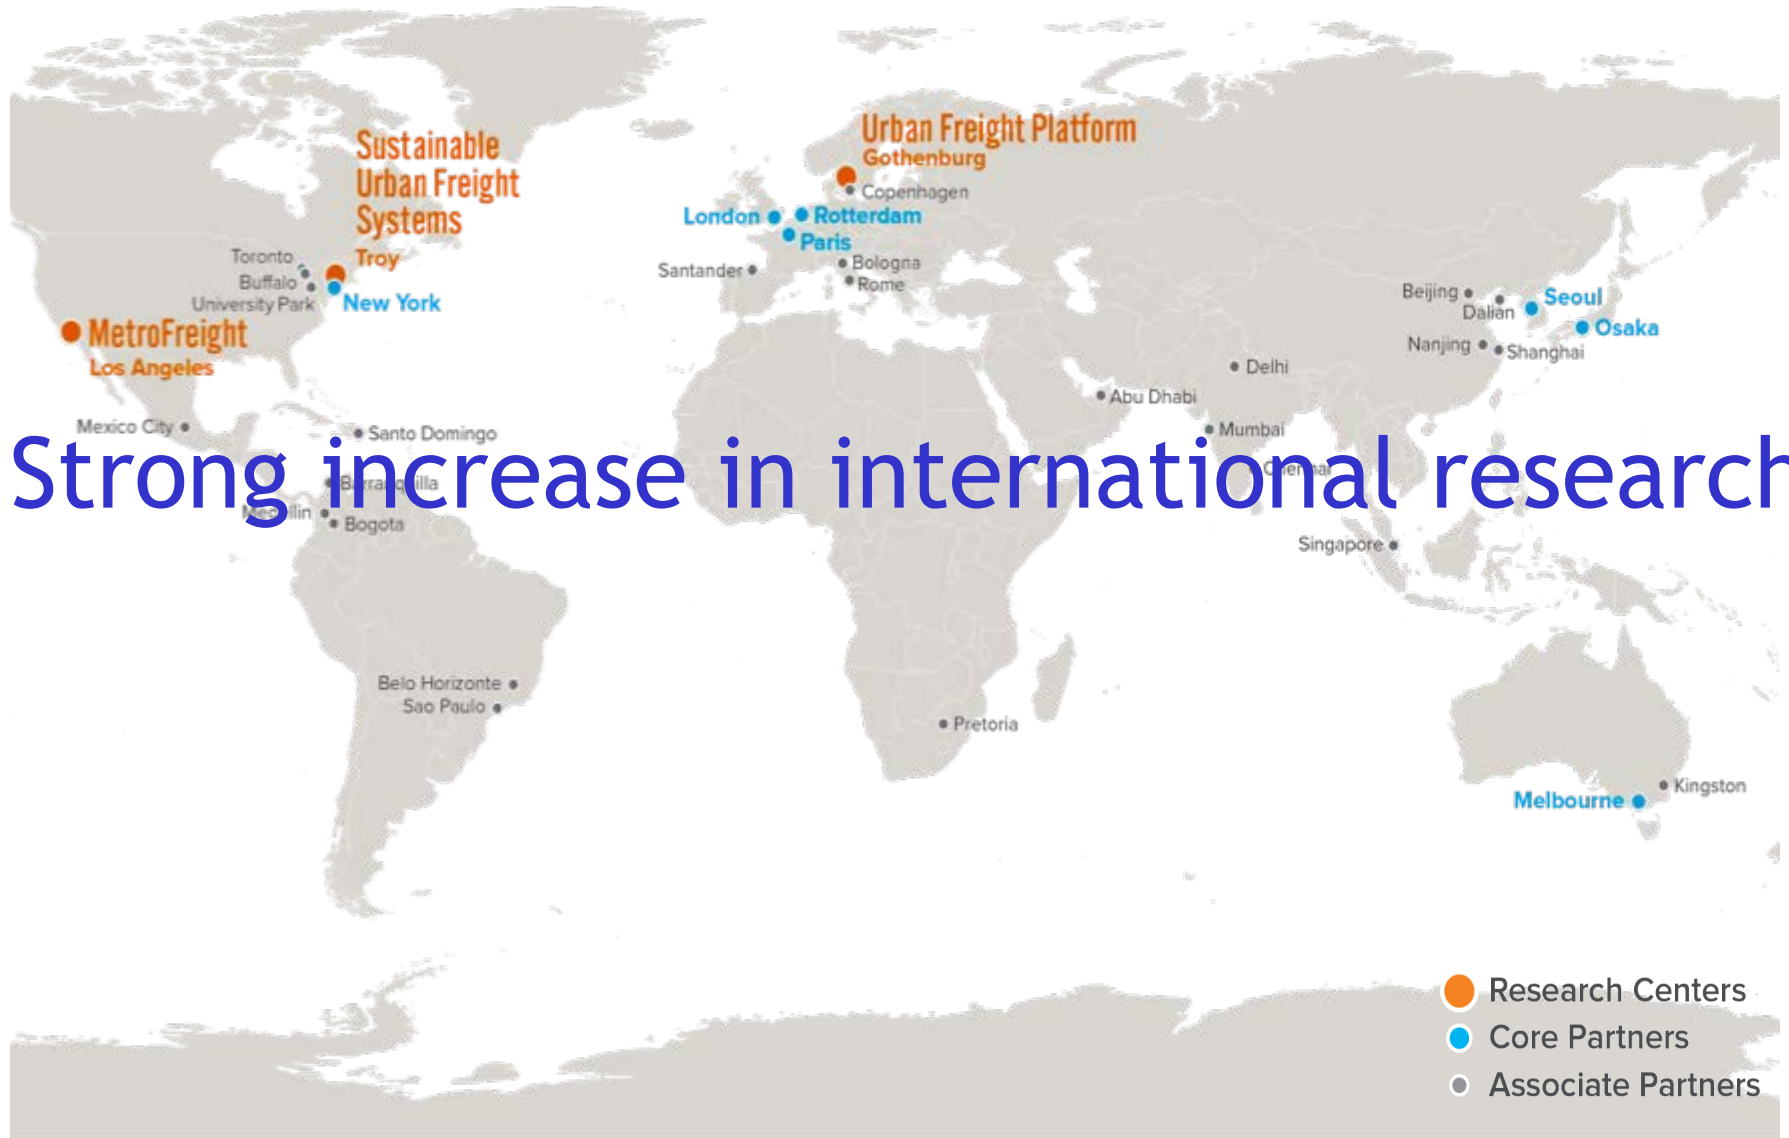 Sustainable
Urban Freight
Systems
Troy
Urban Freight Platform
Gothenburg
Copenhagen
London
Rotterdam
Paris
Bologna
Rome
Santander
Toronto
Buffalo
University Park
New York
MetroFreight
Los Angeles
Beijing
Dalian
Seoul
Osaka
Nanjing
Shanghai
Delhi
Abu Dhabi
Mumbai
Mexico City
Santo Domingo
Strong increase in international research
Chennai
Barranquilla
Medellin
Bogota
Singapore
Belo Horizonte
Sao Paulo
Pretoria
Kingston
Melbourne
Research Centers
Core Partners
Associate Partners